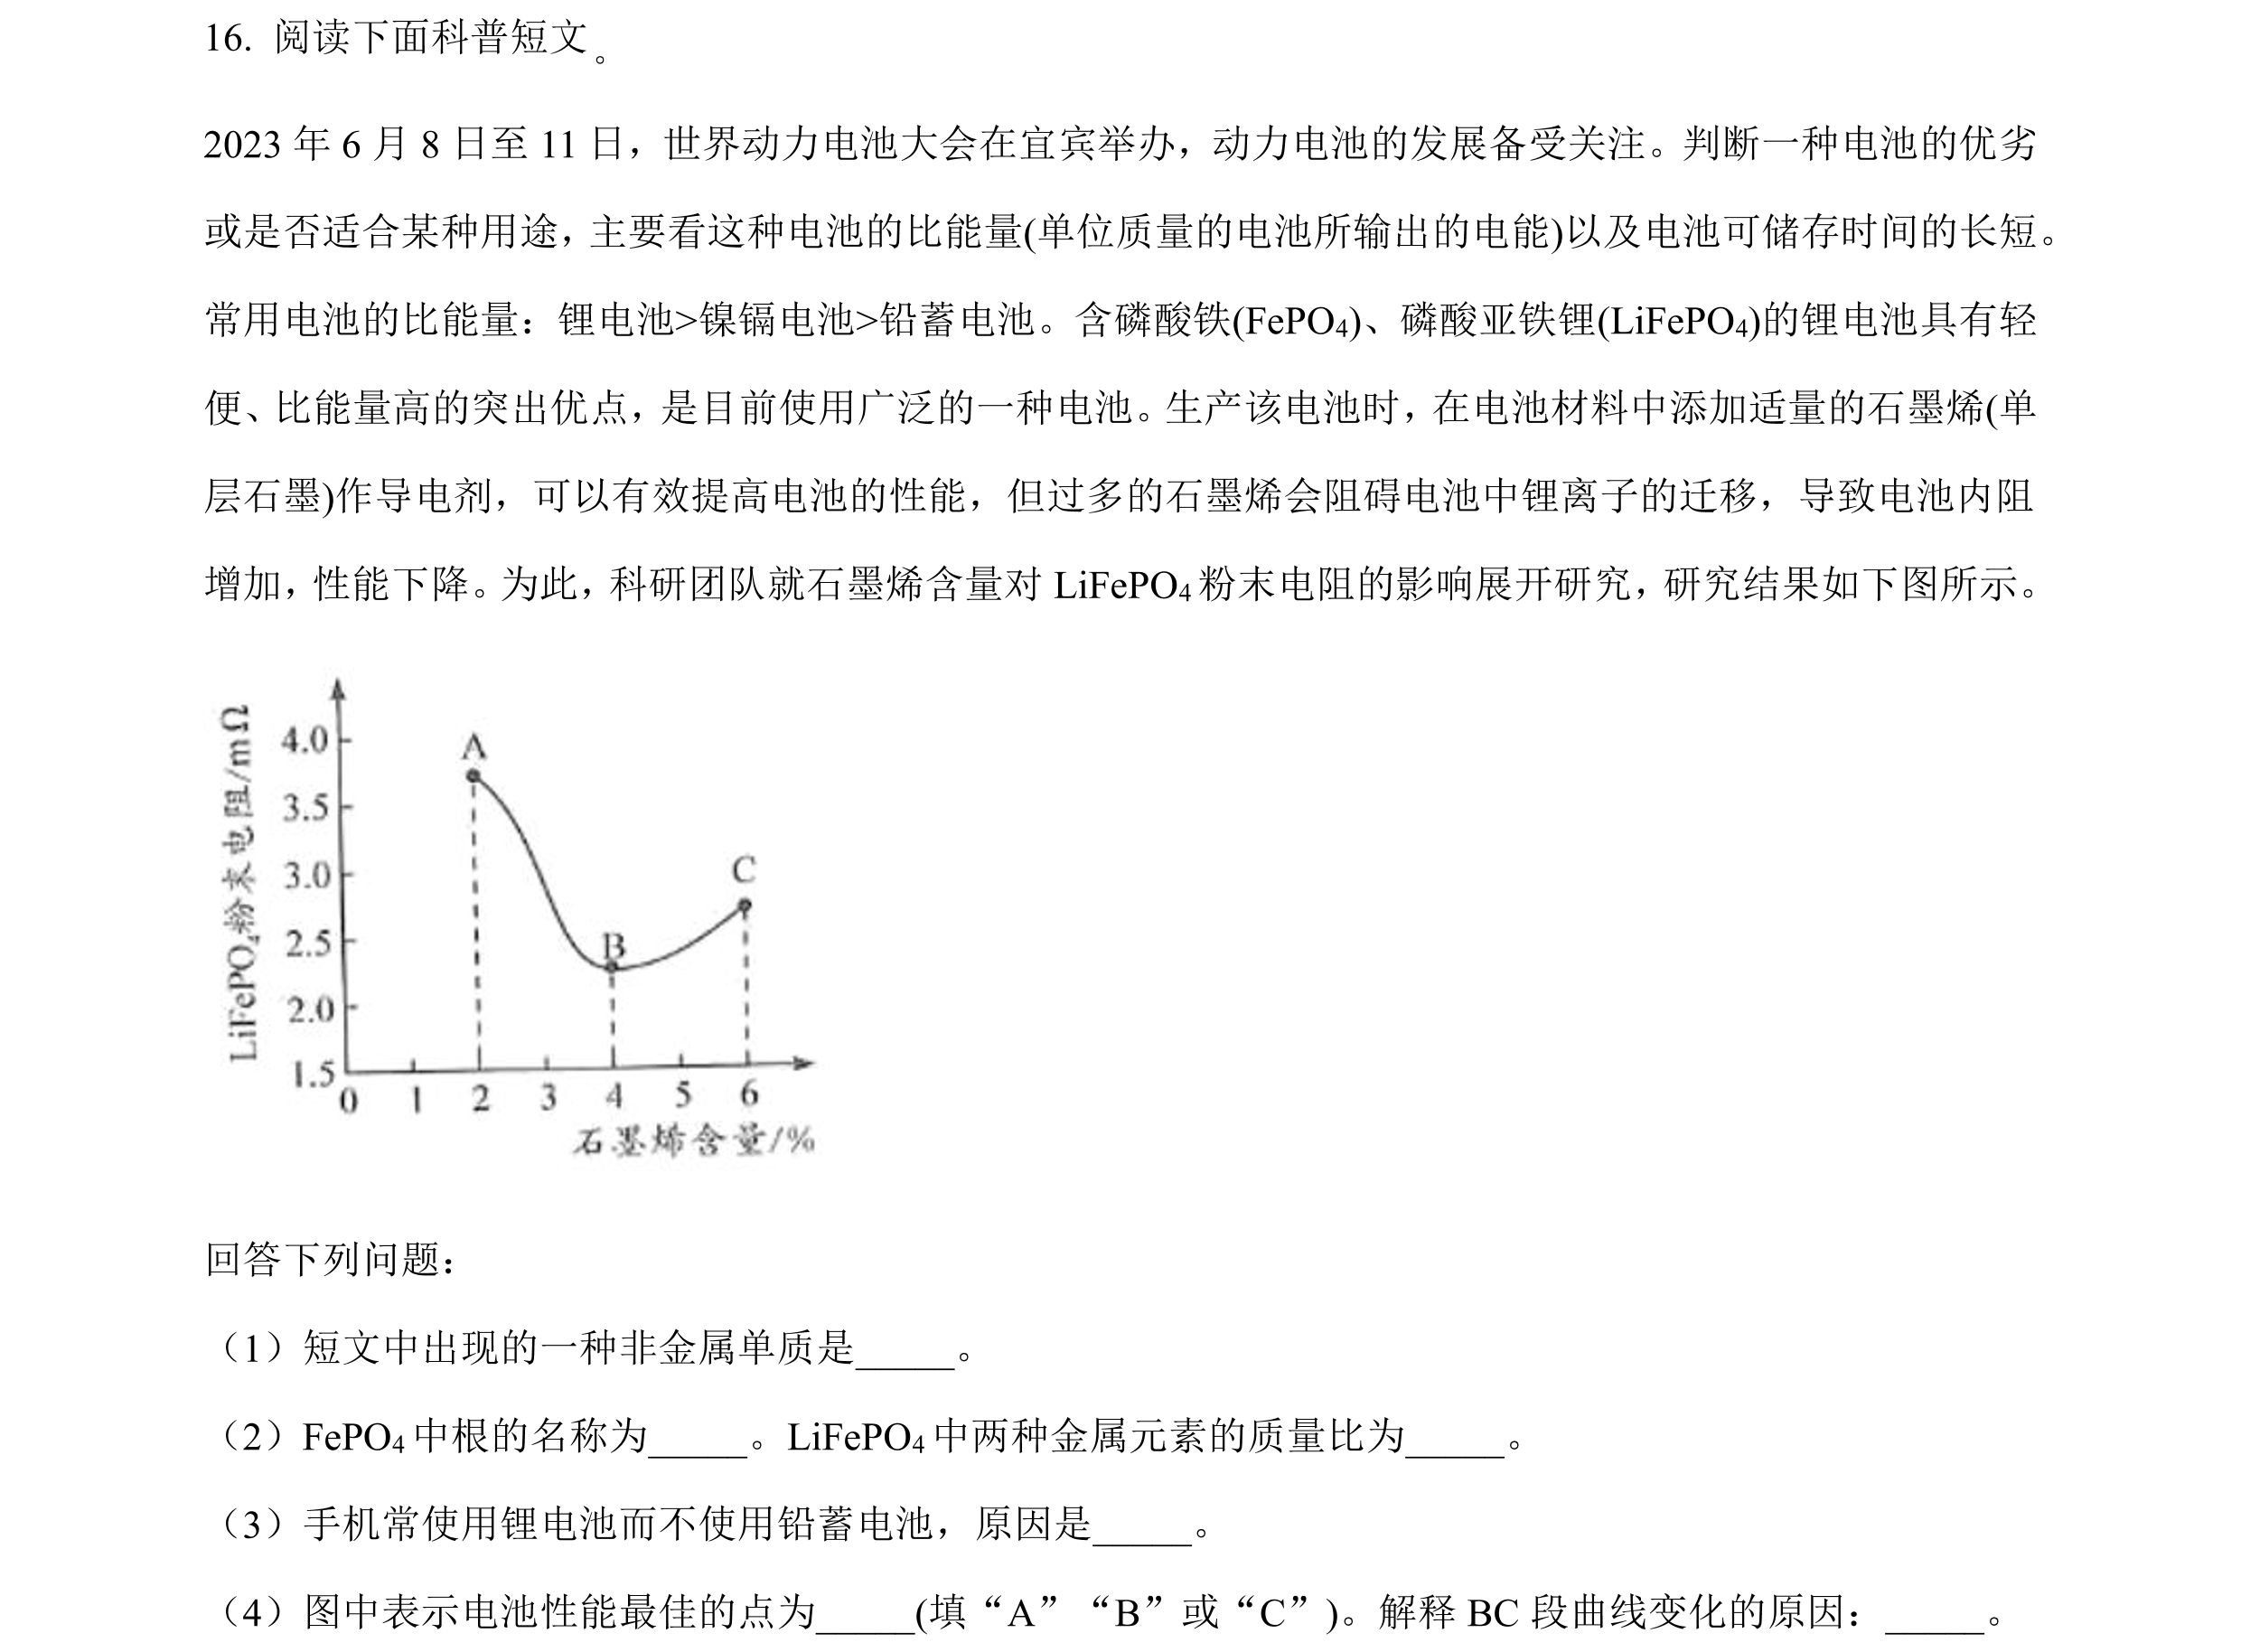 16. 阅读下面科普短文。
2023 年 6 月 8 日至 11 日，世界动力电池大会在宜宾举办，动力电池的发展备受关注。判断一种电池的优劣
或是否适合某种用途，主要看这种电池的比能量(单位质量的电池所输出的电能)以及电池可储存时间的长短。
常用电池的比能量：锂电池>镍镉电池>铅蓄电池。含磷酸铁(FePO₄)、磷酸亚铁锂(LiFePO₄)的锂电池具有轻
便、比能量高的突出优点，是目前使用广泛的一种电池。生产该电池时，在电池材料中添加适量的石墨烯(单
层石墨)作导电剂，可以有效提高电池的性能，但过多的石墨烯会阻碍电池中锂离子的迁移，导致电池内阻
增加，性能下降。为此，科研团队就石墨烯含量对 LiFePO₄ 粉末电阻的影响展开研究，研究结果如下图所示。
LiFePO₄粉末电阻/mΩ
4.0
3.5
3.0
2.5
2.0
1.5
A
B
C
0 1 2 3 4 5 6
石墨烯含量/%
回答下列问题：
（1）短文中出现的一种非金属单质是_____。
（2）FePO₄ 中根的名称为_____。LiFePO₄ 中两种金属元素的质量比为_____。
（3）手机常使用锂电池而不使用铅蓄电池，原因是_____。
（4）图中表示电池性能最佳的点为_____(填“A”“B”或“C”)。解释 BC 段曲线变化的原因：_____。